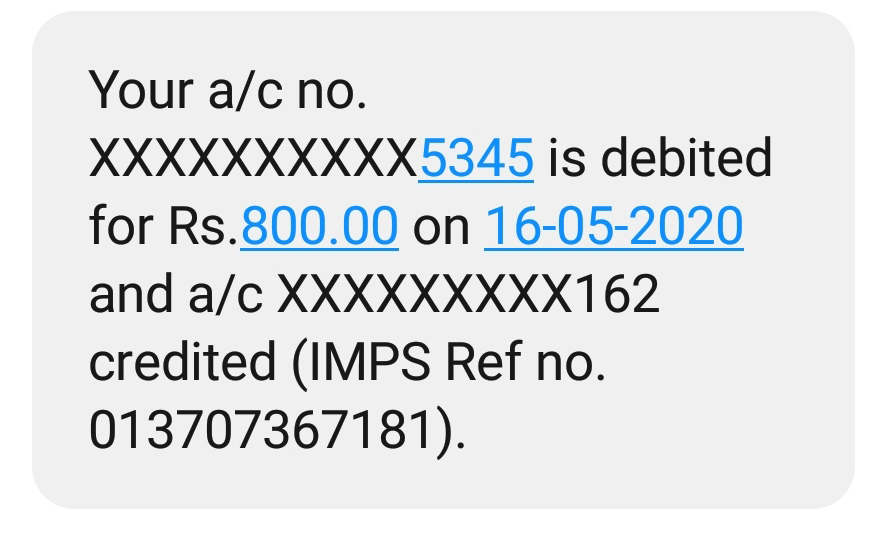 Your a/c no.
XXXXXXXXXX5345 is debited
for Rs.800.00 on 16-05-2020
and a/c XXXXXXXXX162
credited (IMPS Ref no.
013707367181).